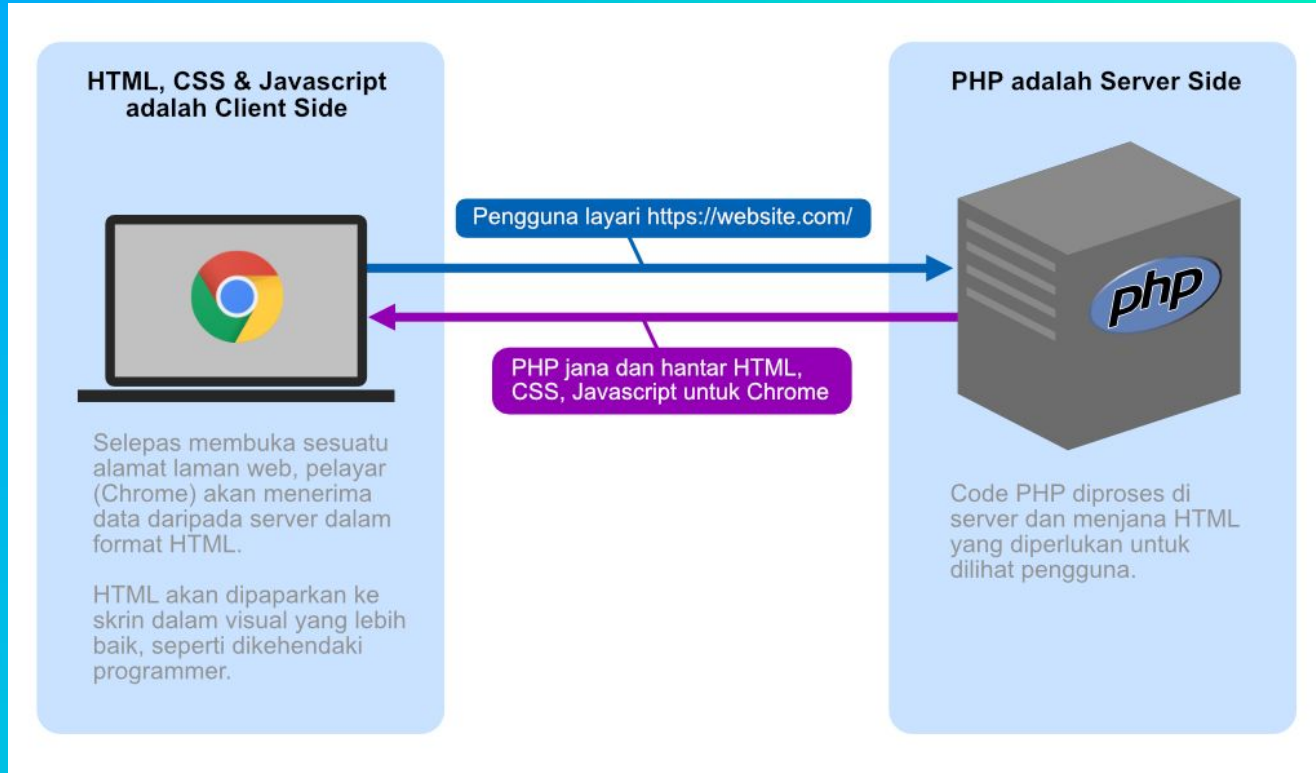 HTML, CSS & Javascript
adalah Client Side
Selepas membuka sesuatu
alamat laman web, pelayar
(Chrome) akan menerima
data daripada server dalam
format HTML.
HTML akan dipaparkan ke
skrin dalam visual yang lebih
baik, seperti dikehendaki
programmer.
Pengguna layari https://website.com/
PHP jana dan hantar HTML,
CSS, Javascript untuk Chrome
PHP adalah Server Side
php
Code PHP diproses di
server dan menjana HTML
yang diperlukan untuk
dilihat pengguna.